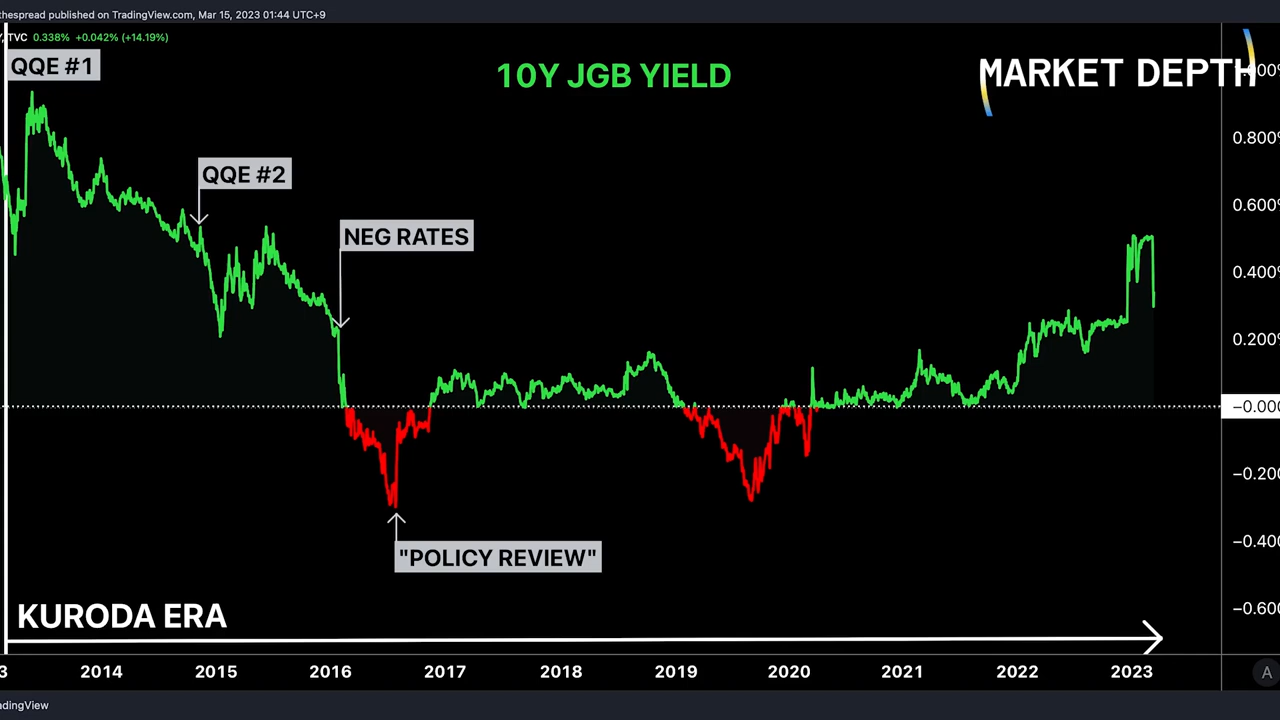 thespread published on TradingView.com, Mar 15, 2023 01:44 UTC+9
TVC 0.338% +0.042% (+14.19%)
QQE #1
10Y JGB YIELD
MARKET DEPTH
0.800%
QQE #2
0.600%
NEG RATES
0.400%
0.200%
−0.000
−0.200
−0.400
"POLICY REVIEW"
−0.600
KURODA ERA
3 2014 2015 2016 2017 2018 2019 2020 2021 2022 2023 A
adingView